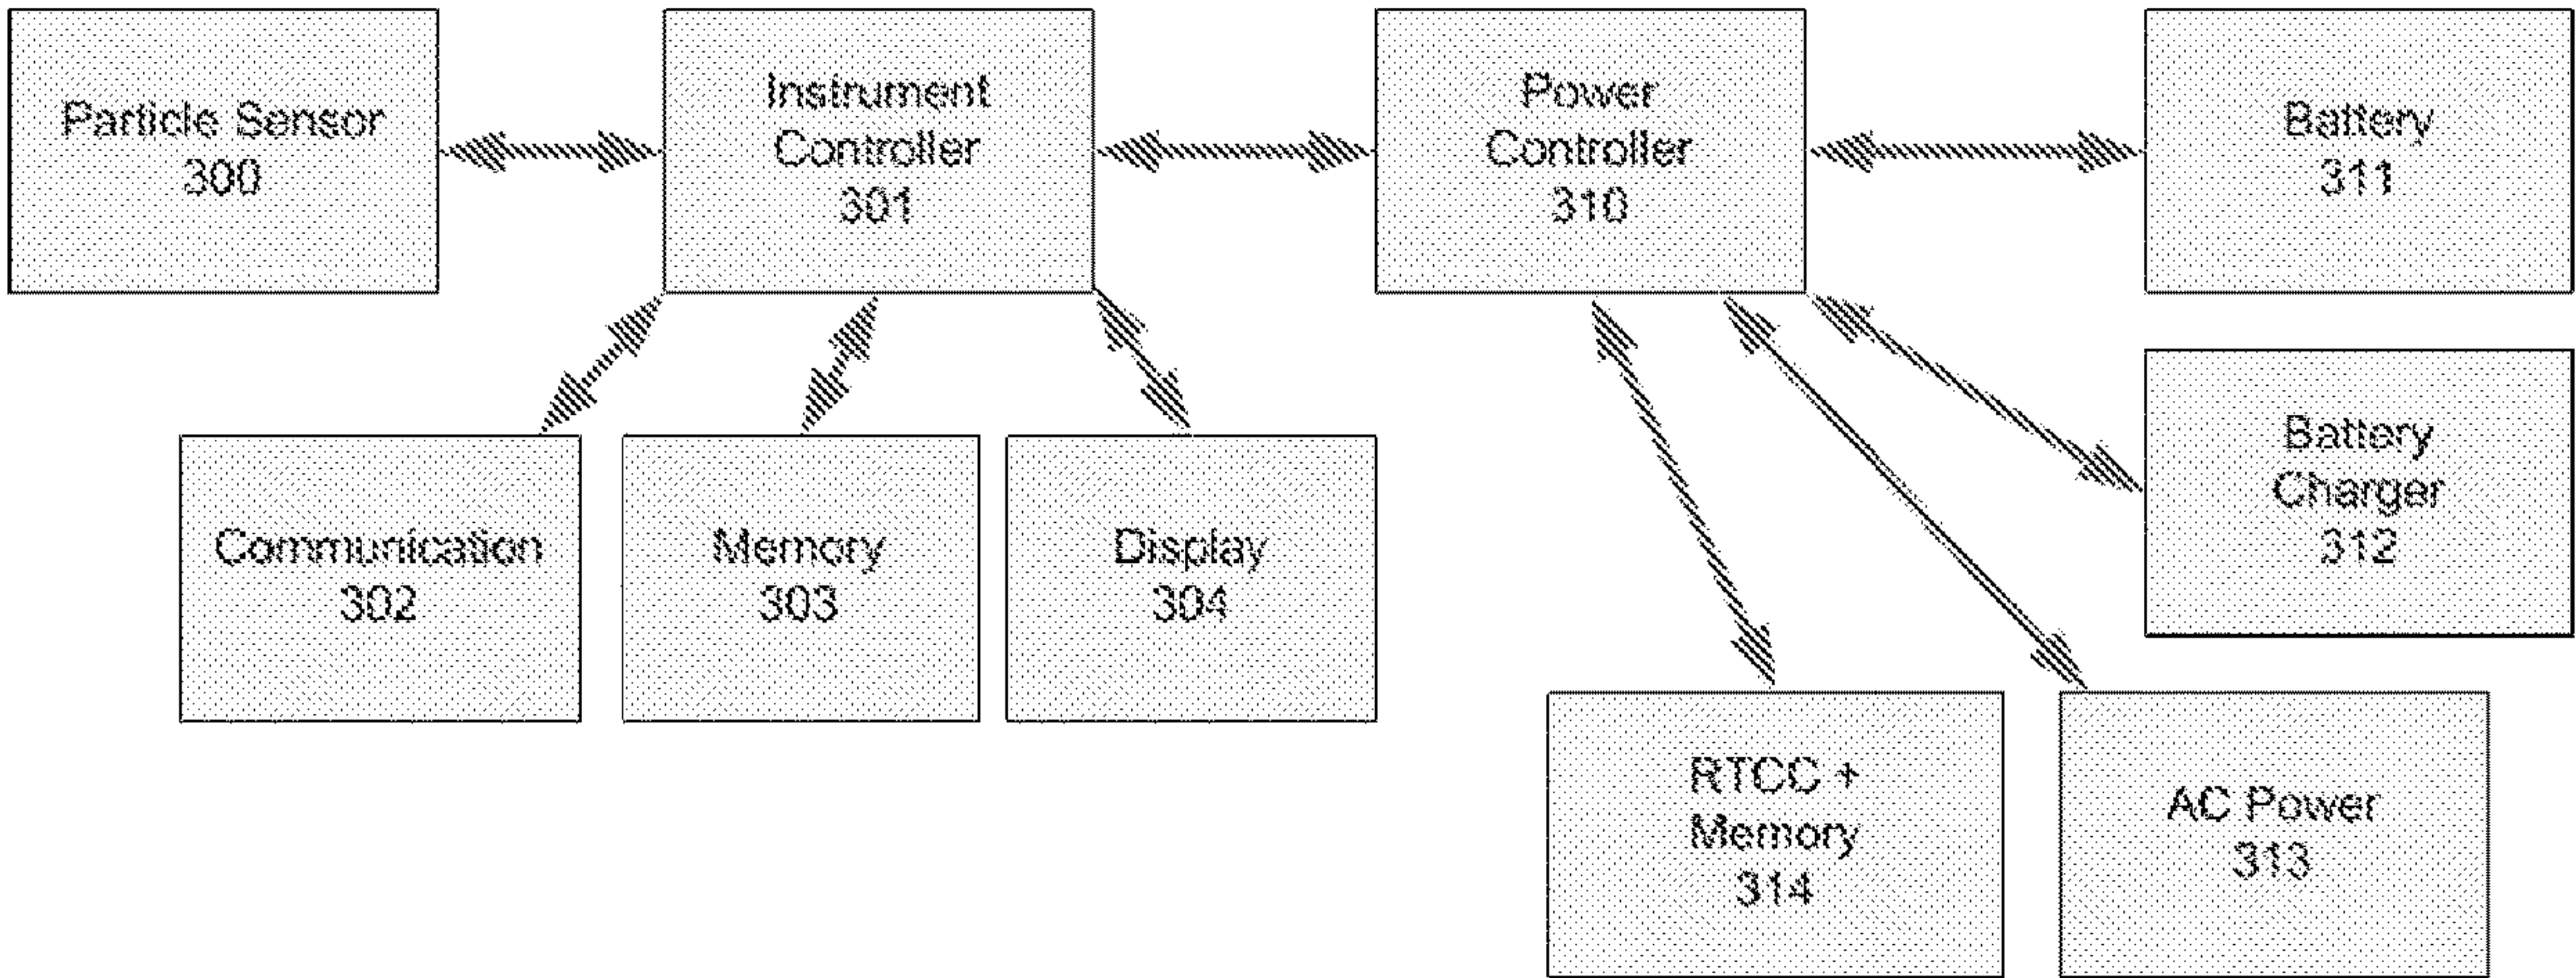 Particle Sensor
300
Instrument
Controller
301
Power
Controller
310
Battery
311
Battery
Charger
312
Communication
302
Memory
303
Display
304
RTCC +
Memory
314
AC Power
313